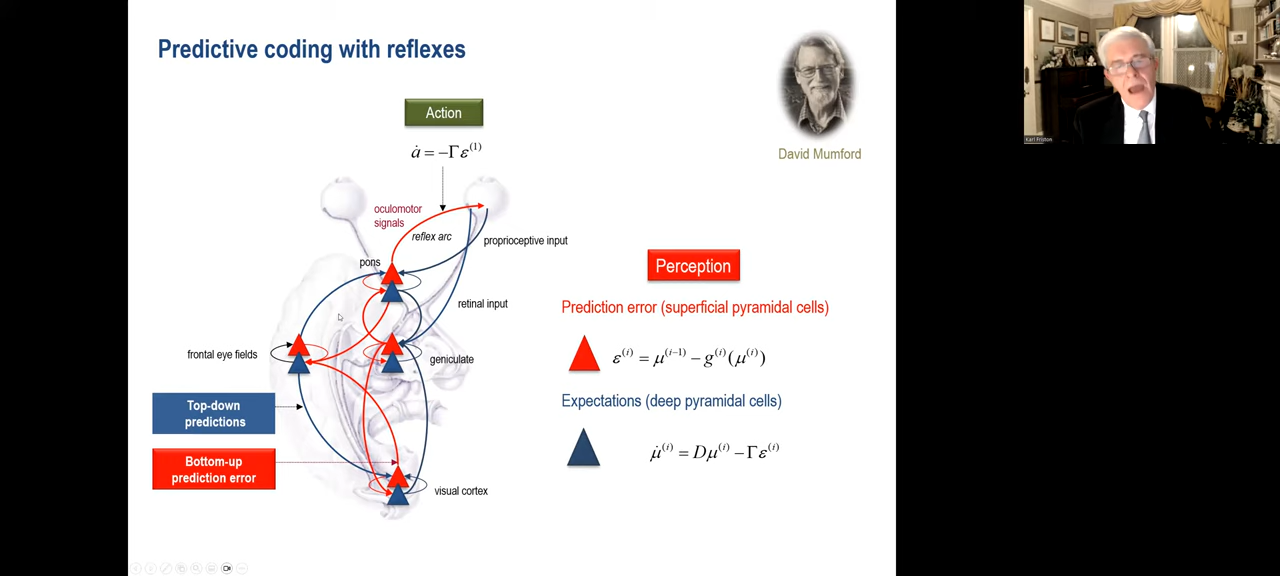 Predictive coding with reflexes
Action
ȧ = −Γε⁽¹⁾
David Mumford
Karl Friston
oculomotor
signals
reflex arc
proprioceptive input
pons
retinal input
frontal eye fields
geniculate
Top-down
predictions
Bottom-up
prediction error
visual cortex
Perception
Prediction error (superficial pyramidal cells)
ε⁽ⁱ⁾ = μ⁽ⁱ⁻¹⁾ − g⁽ⁱ⁾(μ⁽ⁱ⁾)
Expectations (deep pyramidal cells)
μ̇⁽ⁱ⁾ = Dμ⁽ⁱ⁾ − Γε⁽ⁱ⁾